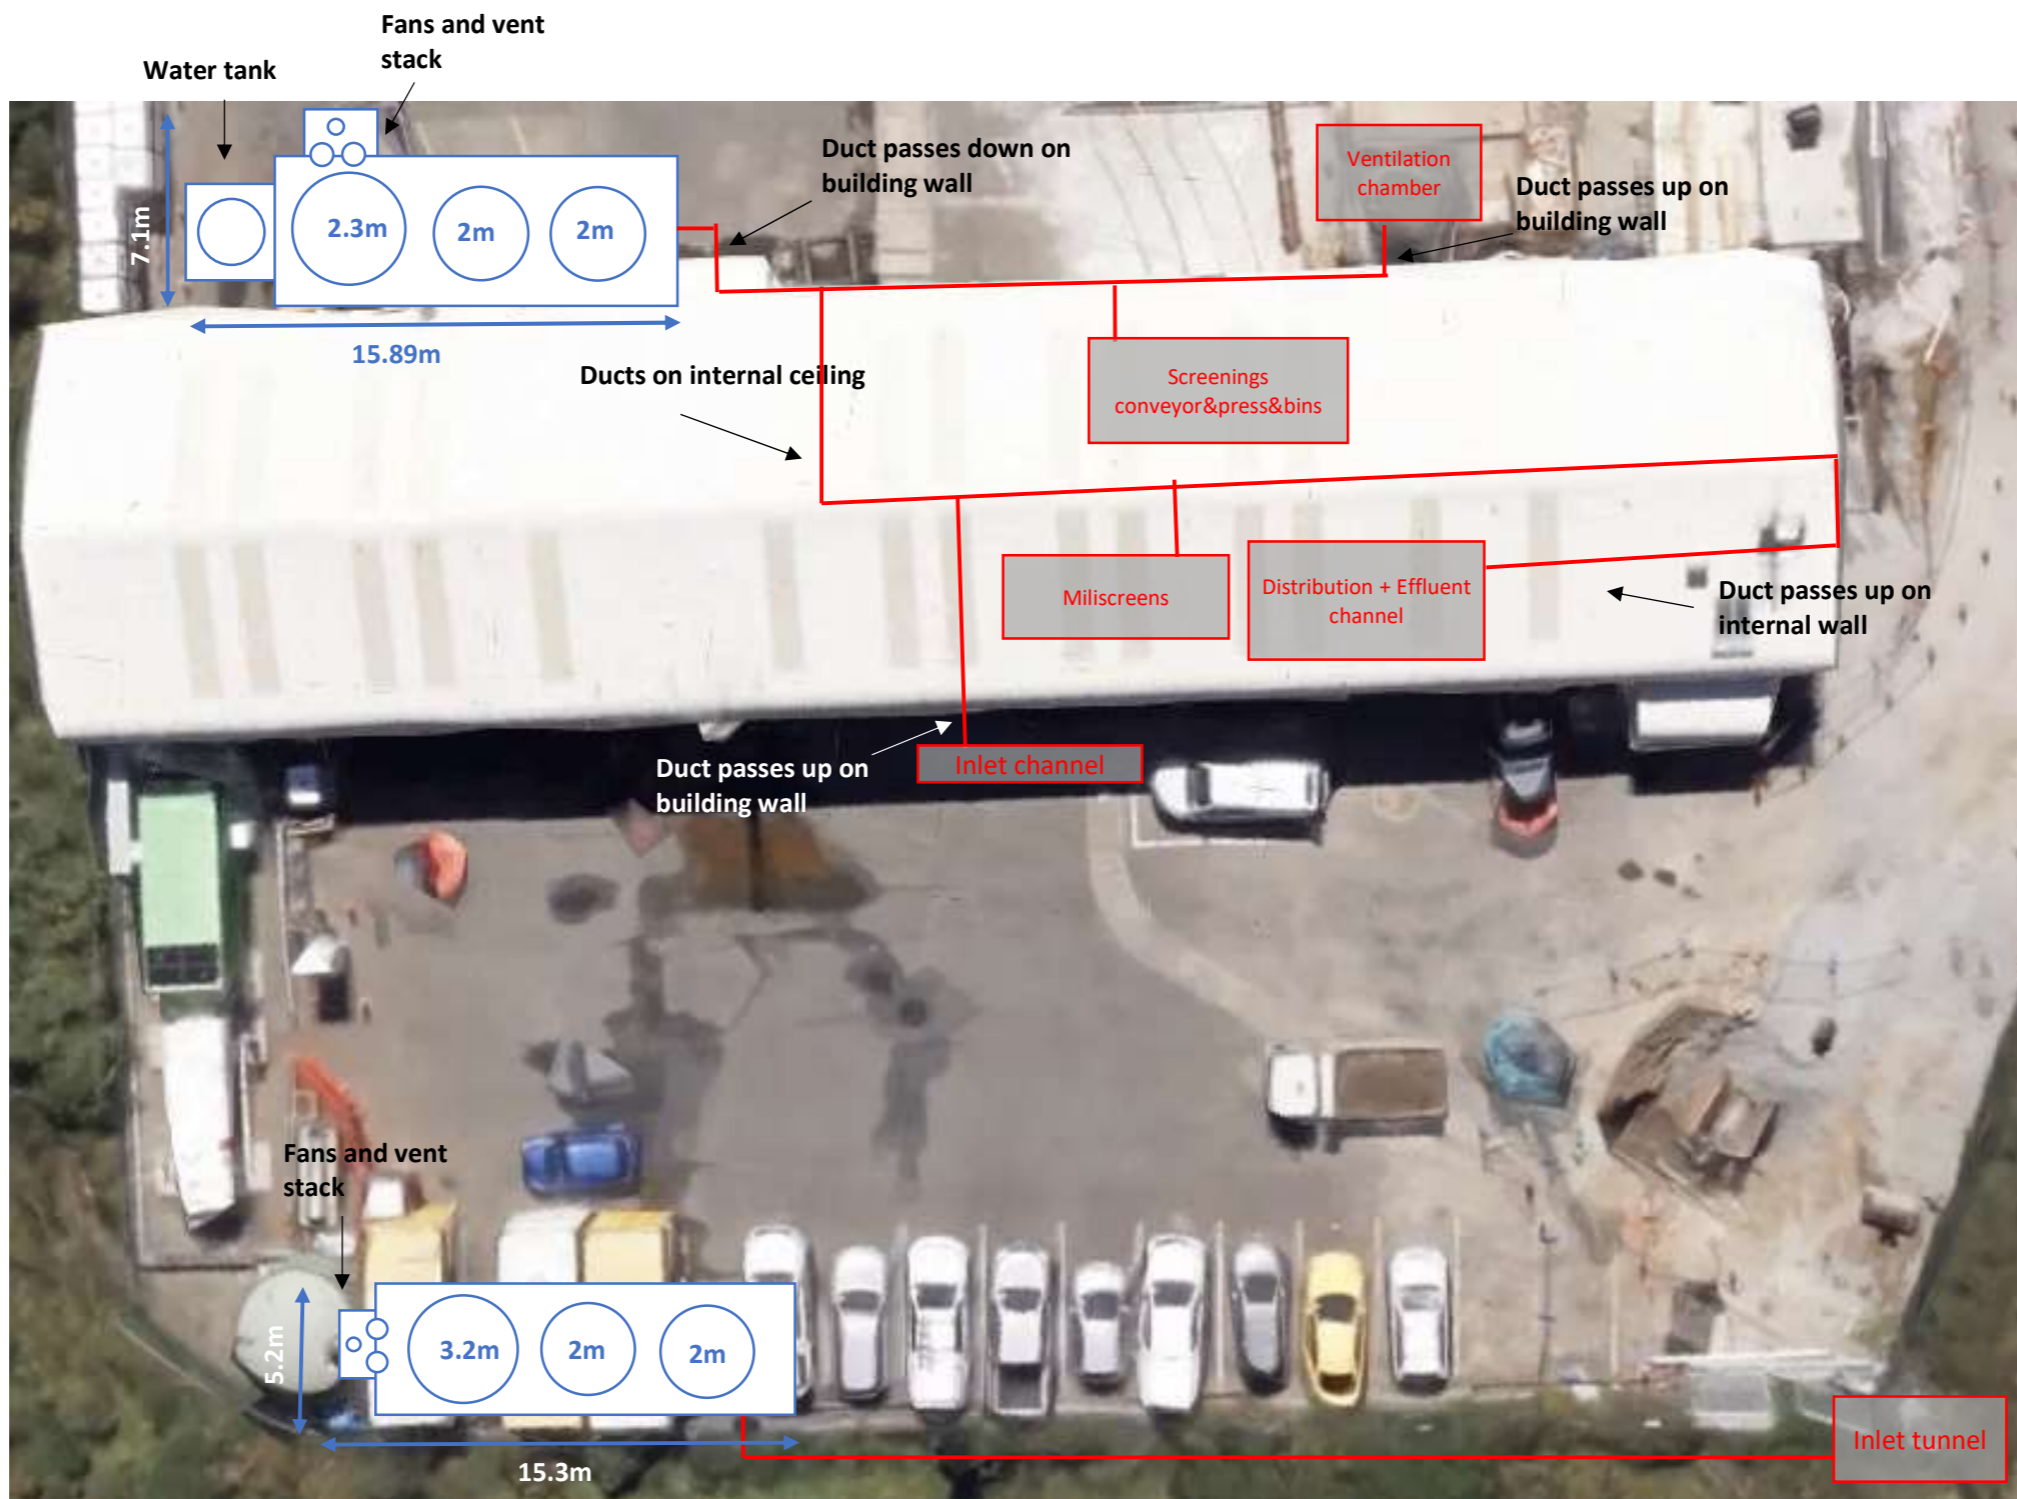 Fans and vent
stack
Water tank
Duct passes down on
building wall
Ventilation
chamber
Duct passes up on
building wall
7.1m
2.3m
2m
2m
15.89m
Ducts on internal ceiling
Screenings
conveyor&press&bins
Miliscreens
Distribution + Effluent
channel
Duct passes up on
internal wall
Duct passes up on
building wall
Inlet channel
Fans and vent
stack
5.2m
3.2m
2m
2m
15.3m
Inlet tunnel